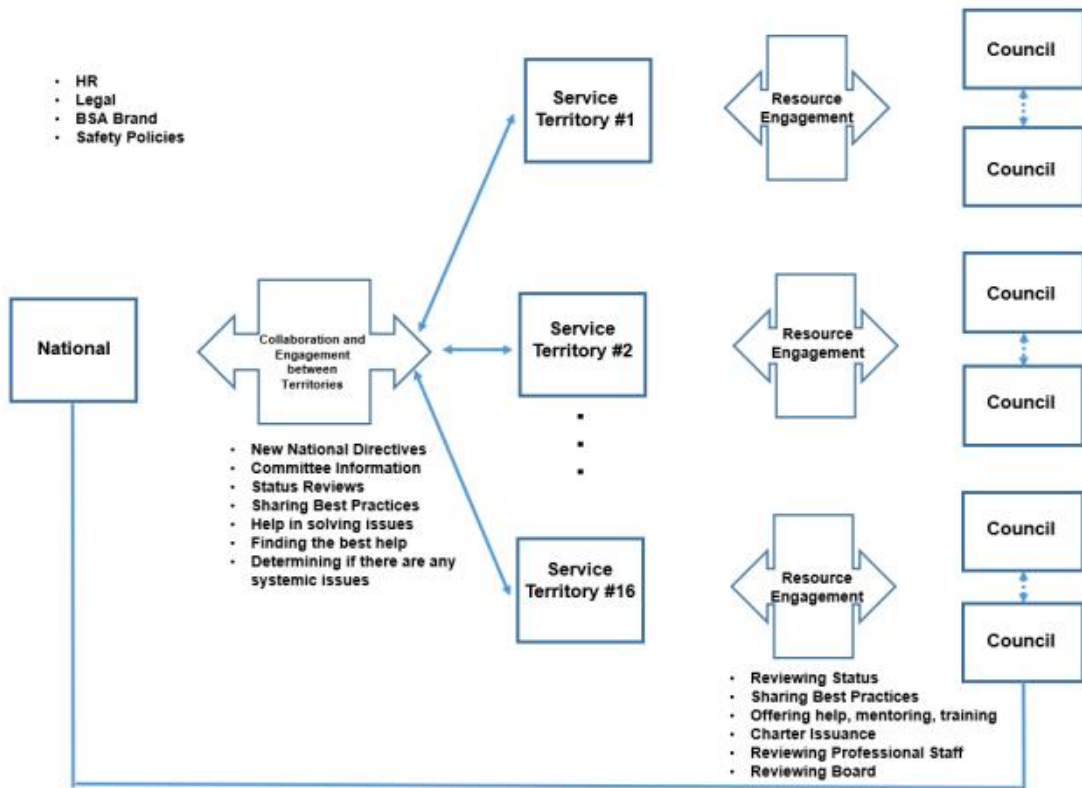 • HR
• Legal
• BSA Brand
• Safety Policies
National
Collaboration and
Engagement
between
Territories
• New National Directives
• Committee Information
• Status Reviews
• Sharing Best Practices
• Help in solving issues
• Finding the best help
• Determining if there are any
systemic issues
Service
Territory #1
Resource
Engagement
Council
Council
Service
Territory #2
Resource
Engagement
Council
Council
Service
Territory #16
Resource
Engagement
Council
Council
• Reviewing Status
• Sharing Best Practices
• Offering help, mentoring, training
• Charter Issuance
• Reviewing Professional Staff
• Reviewing Board